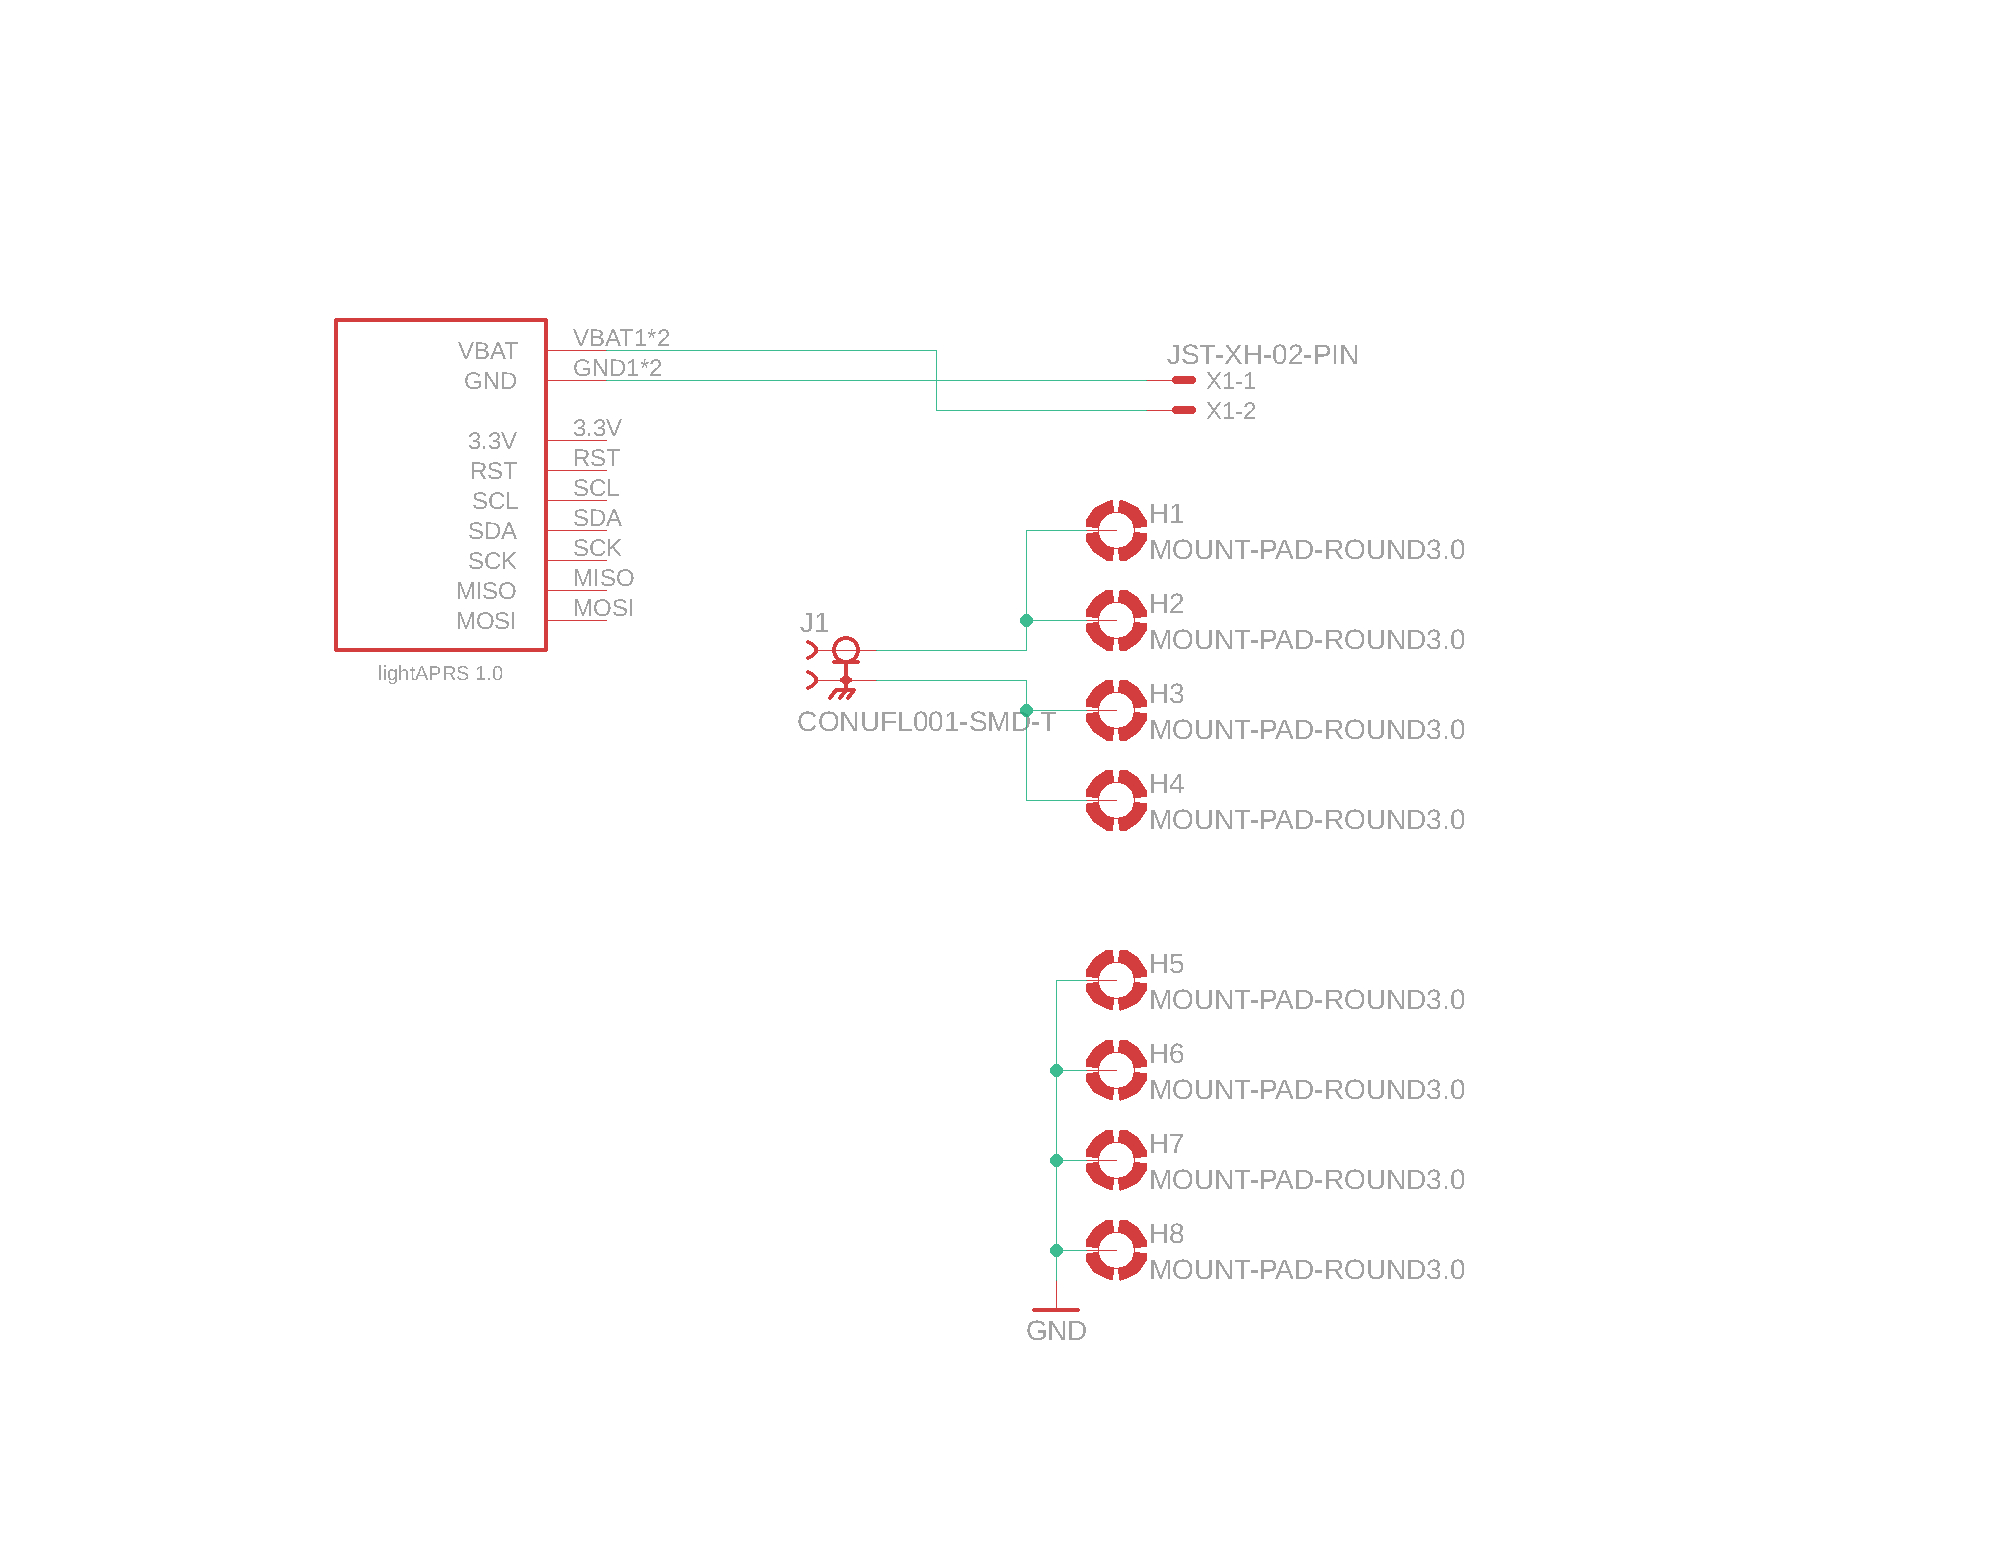 VBAT
VBAT1*2
GND
GND1*2
3.3V
3.3V
RST
RST
SCL
SCL
SDA
SDA
SCK
SCK
MISO
MISO
MOSI
MOSI
lightAPRS 1.0
JST-XH-02-PIN
X1-1
X1-2
J1
CONUFL001-SMD-T
H1
MOUNT-PAD-ROUND3.0
H2
MOUNT-PAD-ROUND3.0
H3
MOUNT-PAD-ROUND3.0
H4
MOUNT-PAD-ROUND3.0
H5
MOUNT-PAD-ROUND3.0
H6
MOUNT-PAD-ROUND3.0
H7
MOUNT-PAD-ROUND3.0
H8
MOUNT-PAD-ROUND3.0
GND